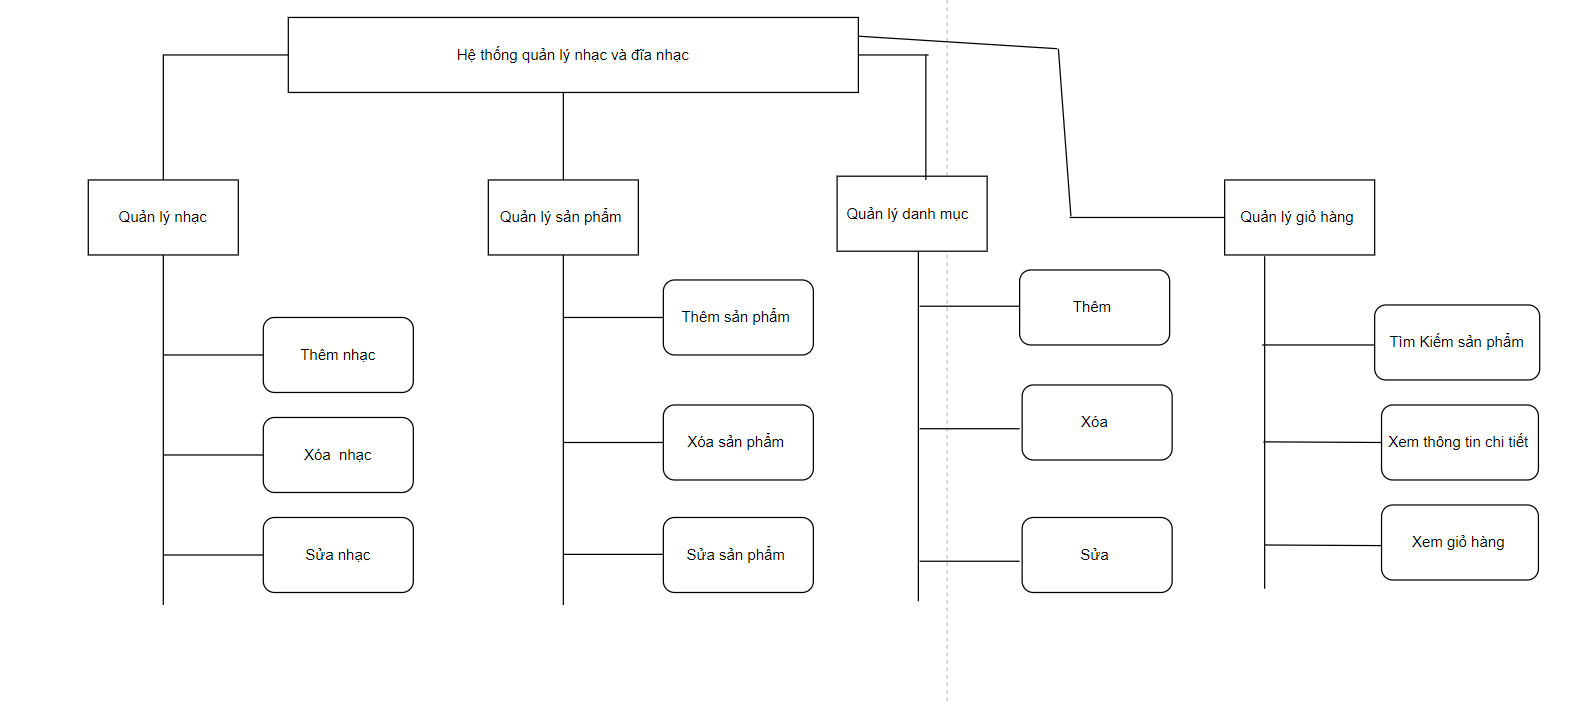 Hệ thống quản lý nhạc và đĩa nhạc
Quản lý nhạc
Quản lý sản phẩm
Quản lý danh mục
Quản lý giỏ hàng
Thêm nhạc
Xóa  nhạc
Sửa nhạc
Thêm sản phẩm
Xóa sản phẩm
Sửa sản phẩm
Thêm
Xóa
Sửa
Tìm Kiếm sản phẩm
Xem thông tin chi tiết
Xem giỏ hàng